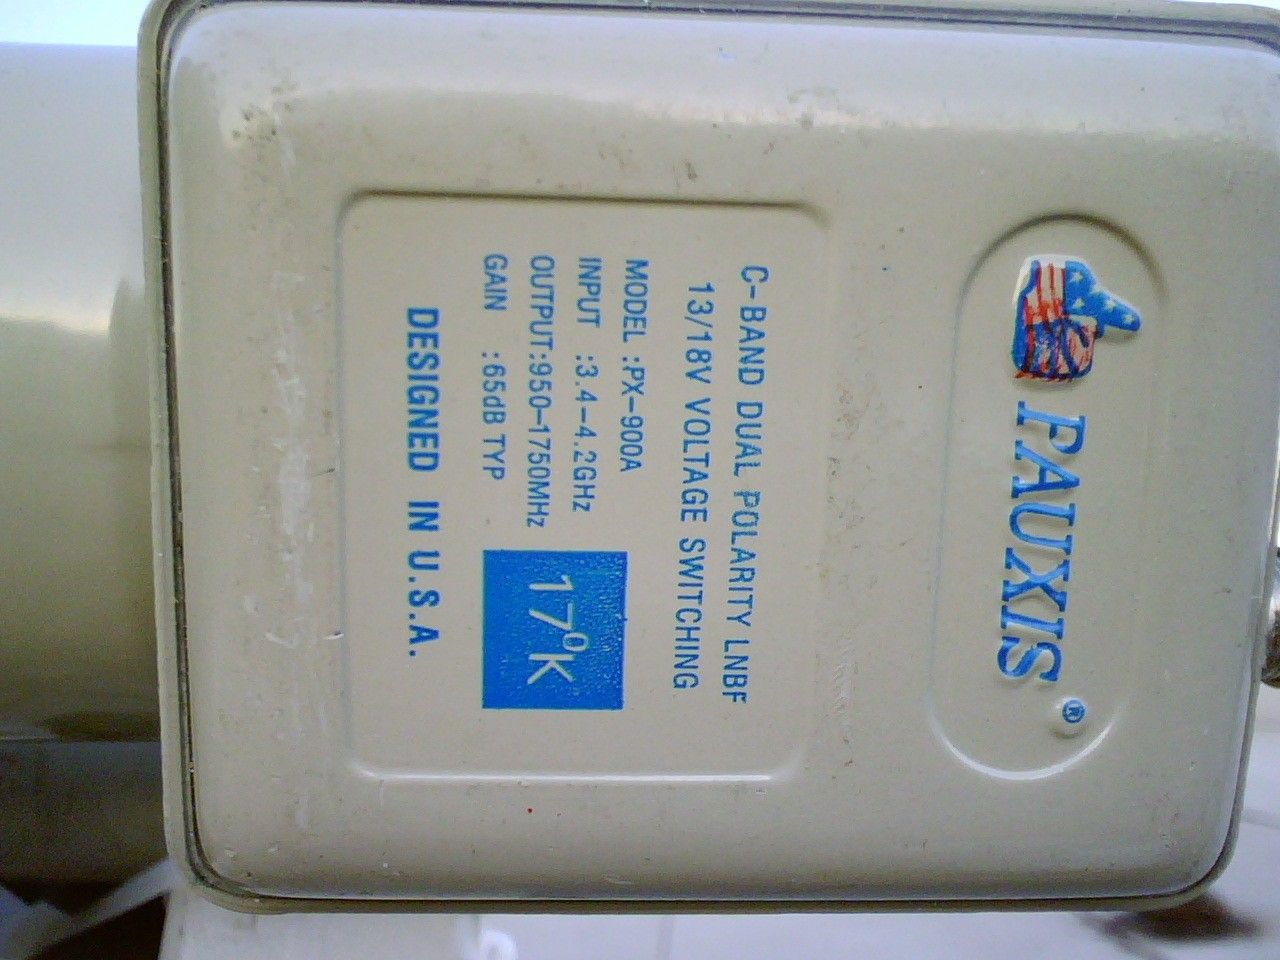 PAUXIS ®
C-BAND DUAL POLARITY LNBF
13/18V VOLTAGE SWITCHING
MODEL :PX-900A
INPUT :3.4-4.2GHz
OUTPUT:950-1750MHz
GAIN :65dB TYP
17°K
DESIGNED IN U.S.A.